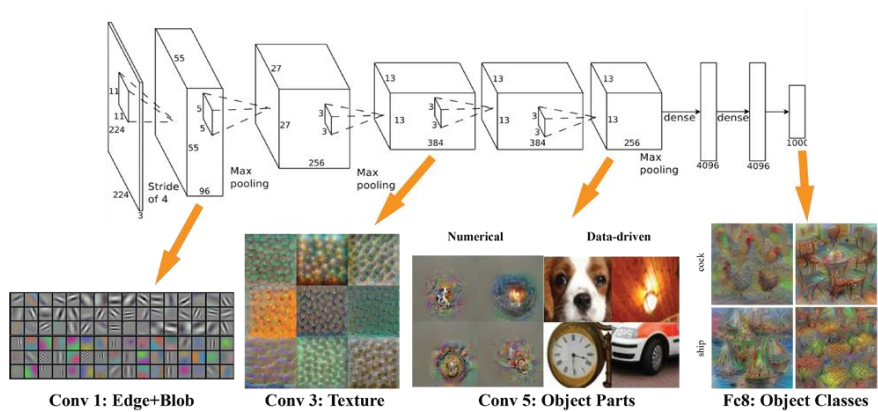 55
27
13
13
13
11
11
224
5
5
55
27
3
3
13
3
3
13
3
3
13
224
3
Stride
of 4
96
Max
pooling
256
Max
pooling
384
384
256
Max
pooling
dense
dense
4096
4096
1000
Numerical
Data-driven
cock
ship
Conv 1: Edge+Blob
Conv 3: Texture
Conv 5: Object Parts
Fc8: Object Classes